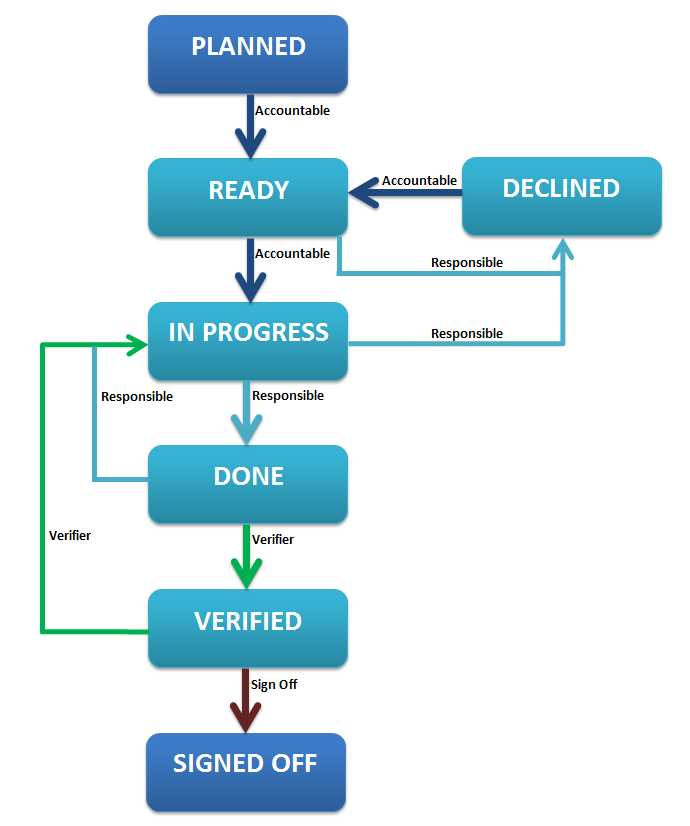 PLANNED
Accountable
READY
Accountable
DECLINED
Accountable
Responsible
IN PROGRESS
Responsible
Responsible
Responsible
DONE
Verifier
Verifier
VERIFIED
Sign Off
SIGNED OFF